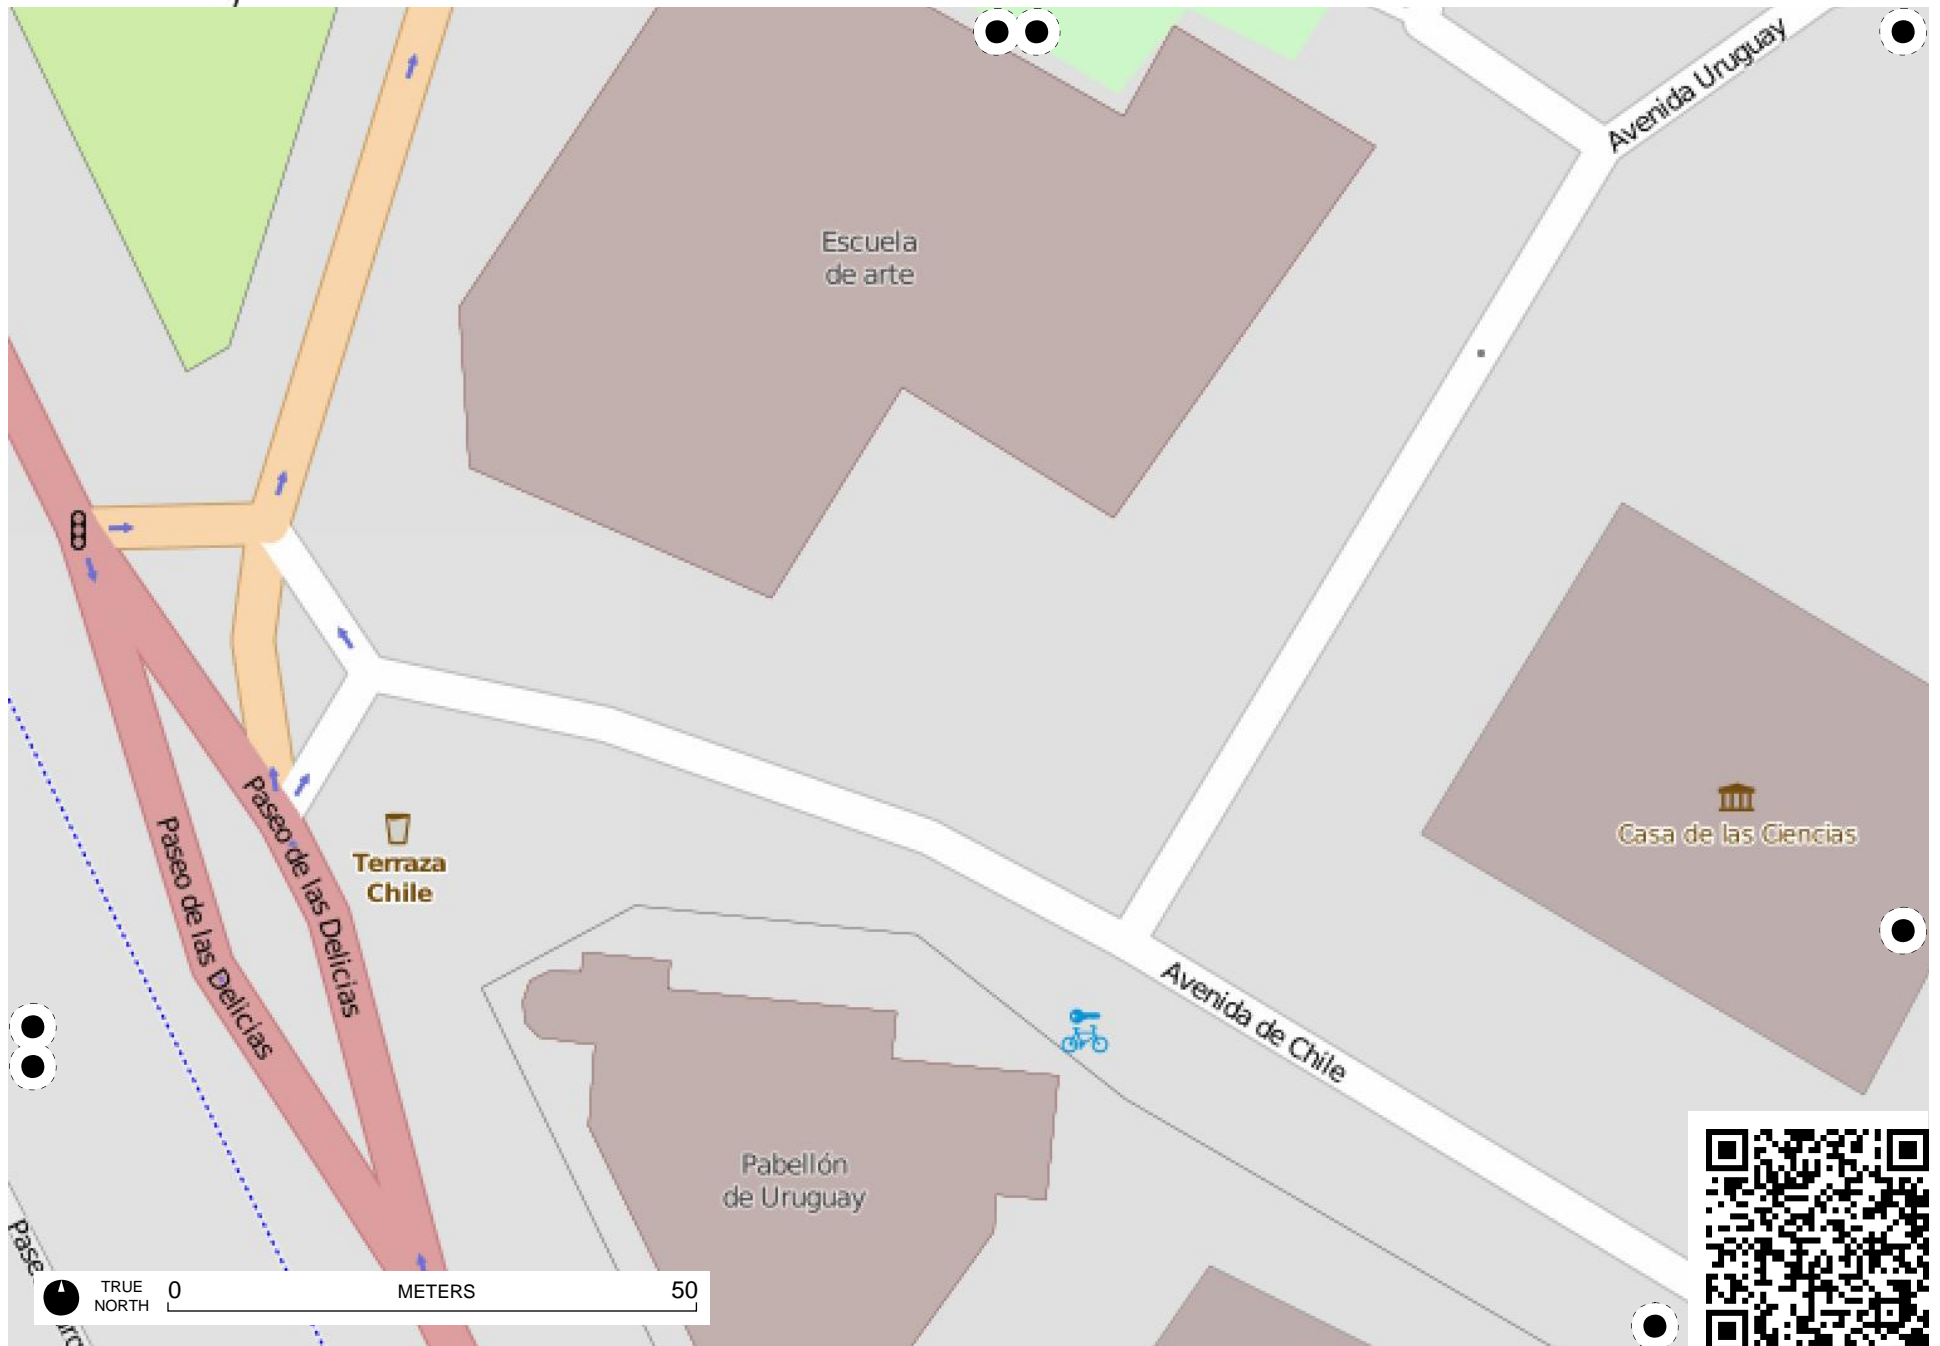 Avenida Uruguay
Escuela
de arte
Paseo de las Delicias
Paseo de las Delicias
Terraza
Chile
Casa de las Ciencias
Avenida de Chile
Pabellón
de Uruguay
TRUE
NORTH
0
METERS
50